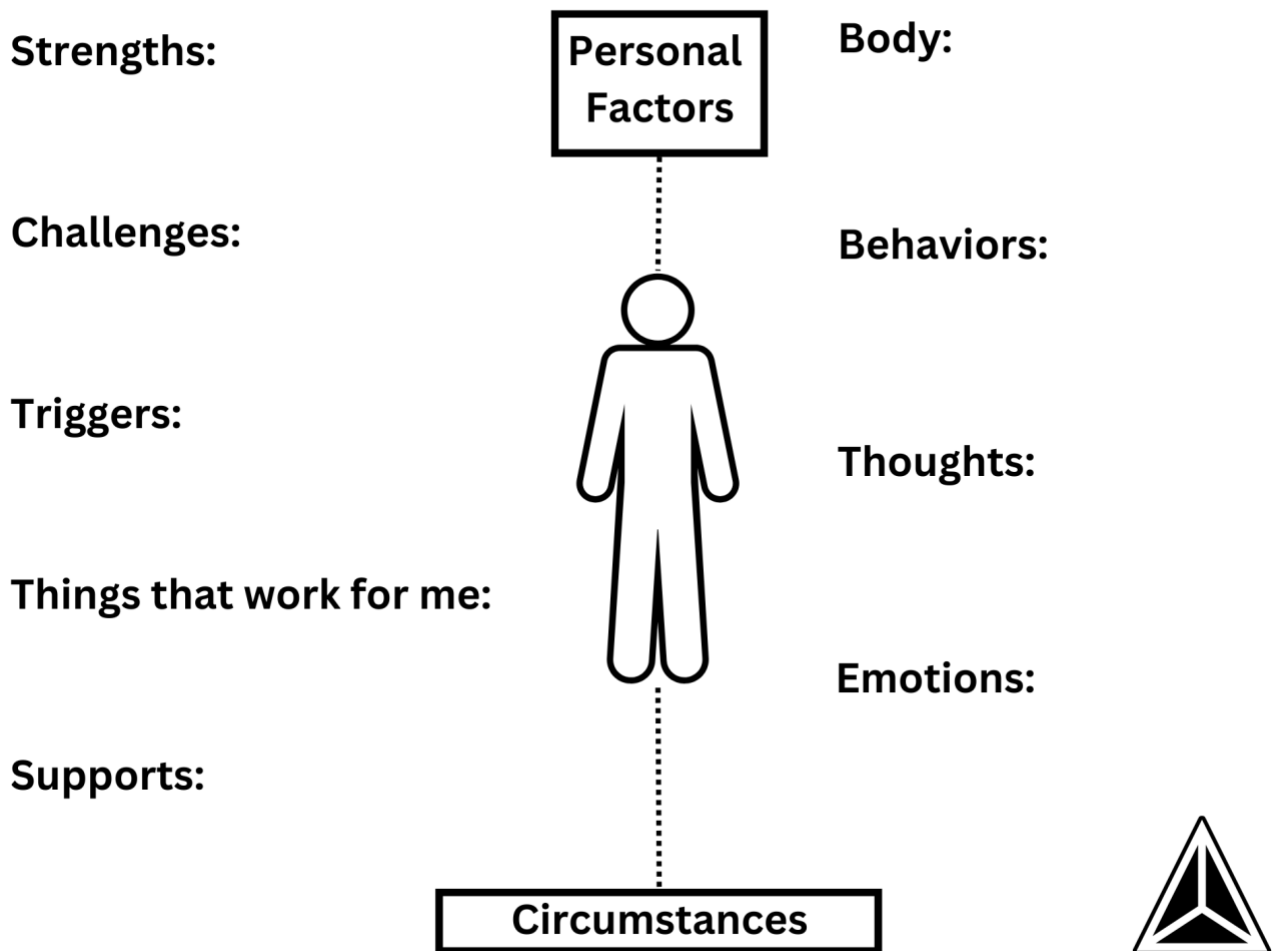 Strengths:
Challenges:
Triggers:
Things that work for me:
Supports:
Personal
Factors
Circumstances
Body:
Behaviors:
Thoughts:
Emotions: